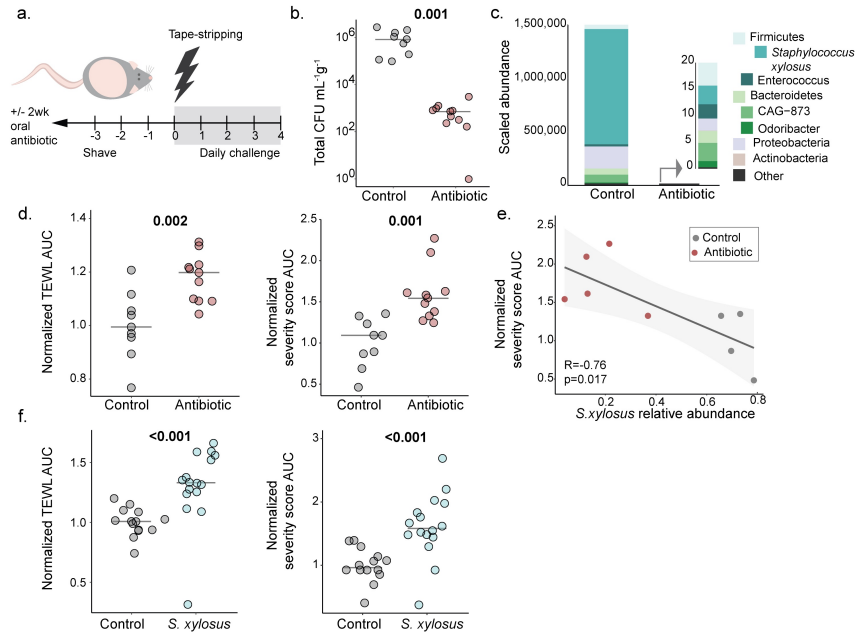 a.
Tape-stripping
+/- 2wk
oral
antibiotic
-3 -2 -1 0 1 2 3 4
Shave
Daily challenge
b.
0.001
Total CFU mL⁻¹g⁻¹
10⁶
10⁴
10²
10⁰
Control
Antibiotic
c.
Scaled abundance
1,500,000
1,000,000
500,000
0
Control
Antibiotic
20
15
10
5
0
Firmicutes
Staphylococcus
xylosus
Enterococcus
Bacteroidetes
CAG−873
Odoribacter
Proteobacteria
Actinobacteria
Other
d.
0.002
Normalized TEWL AUC
1.4
1.2
1.0
0.8
Control
Antibiotic
0.001
Normalized
severity score AUC
2.5
2.0
1.5
1.0
0.5
Control
Antibiotic
e.
Normalized
severity score AUC
2.5
2.0
1.5
1.0
0.5
Control
Antibiotic
R=-0.76
p=0.017
0.2 0.4 0.6 0.8
S.xylosus relative abundance
f.
<0.001
Normalized TEWL AUC
1.5
1.0
0.5
Control
S. xylosus
<0.001
Normalized
severity score AUC
3
2
1
Control
S. xylosus